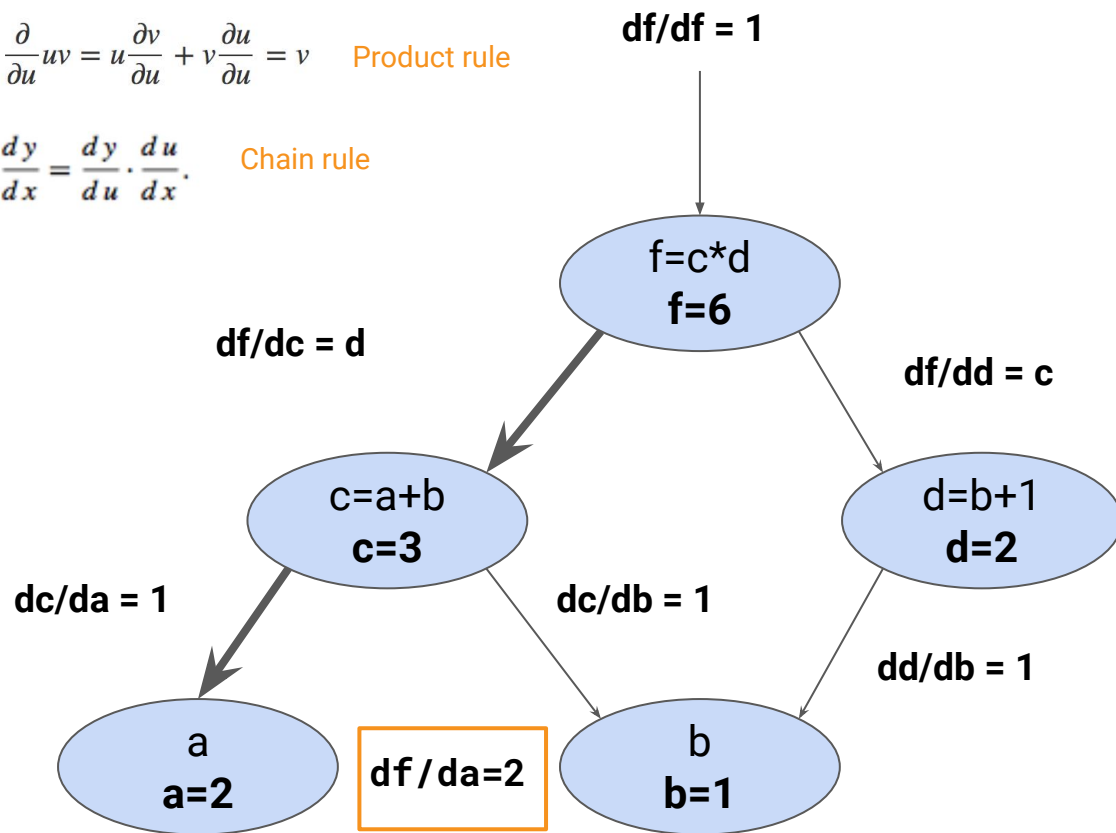 df/df = 1
∂/∂u uv = u ∂v/∂u + v ∂u/∂u = v
Product rule
dy/dx = dy/du · du/dx.
Chain rule
f=c*d
f=6
df/dc = d
df/dd = c
c=a+b
c=3
d=b+1
d=2
dc/da = 1
dc/db = 1
dd/db = 1
a
a=2
df/da=2
b
b=1